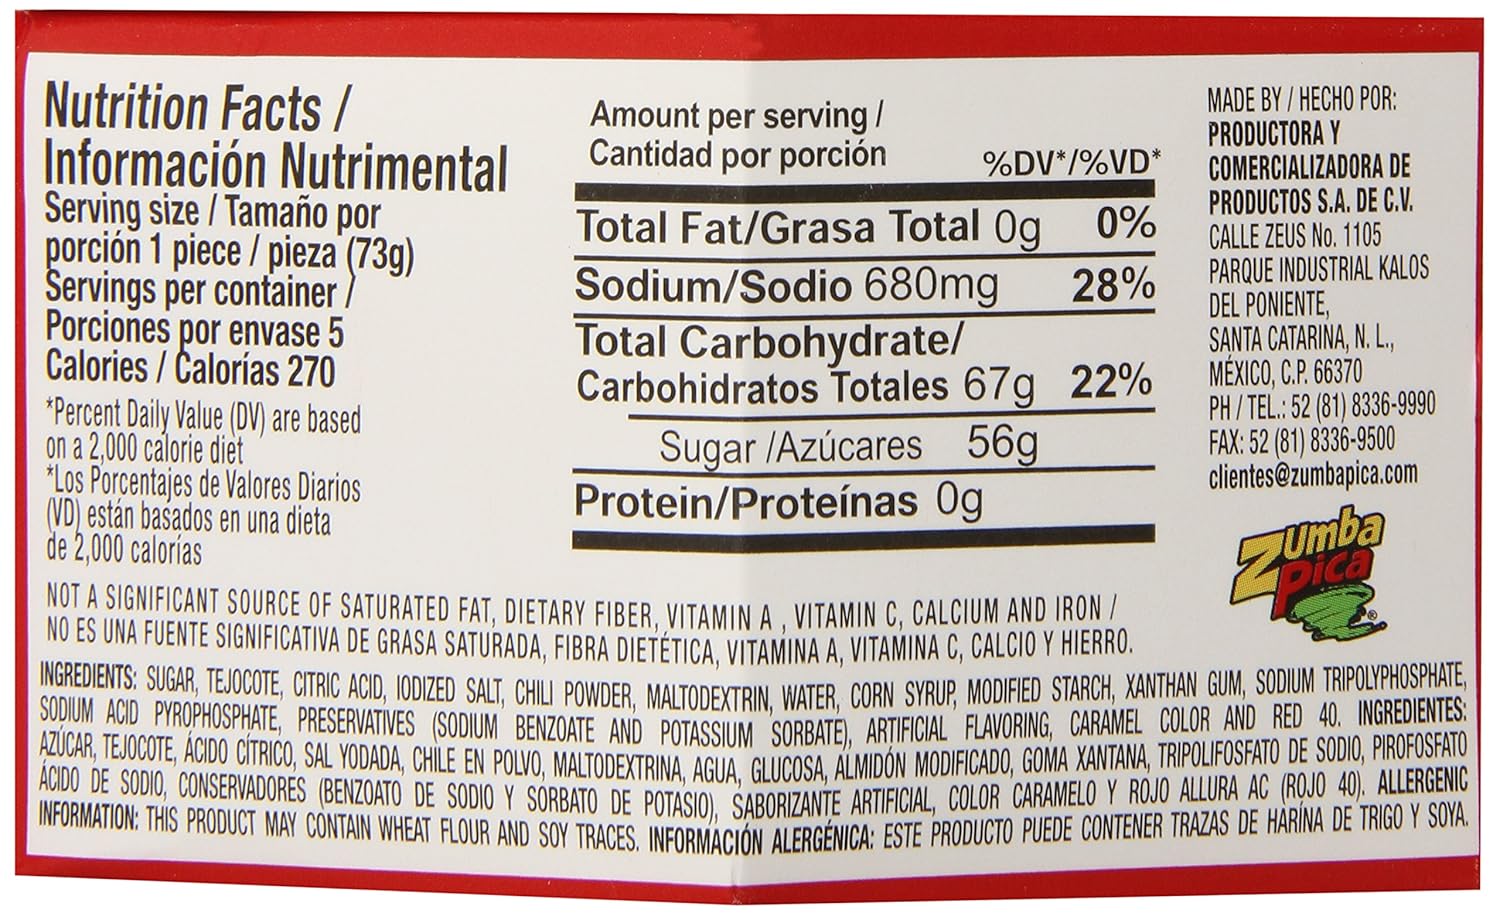 Nutrition Facts /
Información Nutrimental
Serving size / Tamaño por
porción 1 piece / pieza (73g)
Servings per container /
Porciones por envase 5
Calories / Calorías 270
*Percent Daily Value (DV) are based
on a 2,000 calorie diet
*Los Porcentajes de Valores Diarios
(VD) están basados en una dieta
de 2,000 calorías
Amount per serving /
Cantidad por porción %DV*/%VD*
Total Fat/Grasa Total 0g 0%
Sodium/Sodio 680mg 28%
Total Carbohydrate/
Carbohidratos Totales 67g 22%
Sugar /Azúcares 56g
Protein/Proteínas 0g
MADE BY / HECHO POR:
PRODUCTORA Y
COMERCIALIZADORA DE
PRODUCTOS S.A. DE C.V.
CALLE ZEUS No. 1105
PARQUE INDUSTRIAL KALOS
DEL PONIENTE,
SANTA CATARINA, N. L.,
MÉXICO, C.P. 66370
PH / TEL.: 52 (81) 8336-9990
FAX: 52 (81) 8336-9500
clientes@zumbapica.com
Zumba
Pica®
NOT A SIGNIFICANT SOURCE OF SATURATED FAT, DIETARY FIBER, VITAMIN A , VITAMIN C, CALCIUM AND IRON /
NO ES UNA FUENTE SIGNIFICATIVA DE GRASA SATURADA, FIBRA DIETÉTICA, VITAMINA A, VITAMINA C, CALCIO Y HIERRO.
INGREDIENTS: SUGAR, TEJOCOTE, CITRIC ACID, IODIZED SALT, CHILI POWDER, MALTODEXTRIN, WATER, CORN SYRUP, MODIFIED STARCH, XANTHAN GUM, SODIUM TRIPOLYPHOSPHATE,
SODIUM ACID PYROPHOSPHATE, PRESERVATIVES (SODIUM BENZOATE AND POTASSIUM SORBATE), ARTIFICIAL FLAVORING, CARAMEL COLOR AND RED 40. INGREDIENTES:
AZÚCAR, TEJOCOTE, ÁCIDO CÍTRICO, SAL YODADA, CHILE EN POLVO, MALTODEXTRINA, AGUA, GLUCOSA, ALMIDÓN MODIFICADO, GOMA XANTANA, TRIPOLIFOSFATO DE SODIO, PIROFOSFATO
ÁCIDO DE SODIO, CONSERVADORES (BENZOATO DE SODIO Y SORBATO DE POTASIO), SABORIZANTE ARTIFICIAL, COLOR CARAMELO Y ROJO ALLURA AC (ROJO 40). ALLERGENIC
INFORMATION: THIS PRODUCT MAY CONTAIN WHEAT FLOUR AND SOY TRACES. INFORMACIÓN ALERGÉNICA: ESTE PRODUCTO PUEDE CONTENER TRAZAS DE HARÍNA DE TRIGO Y SOYA.